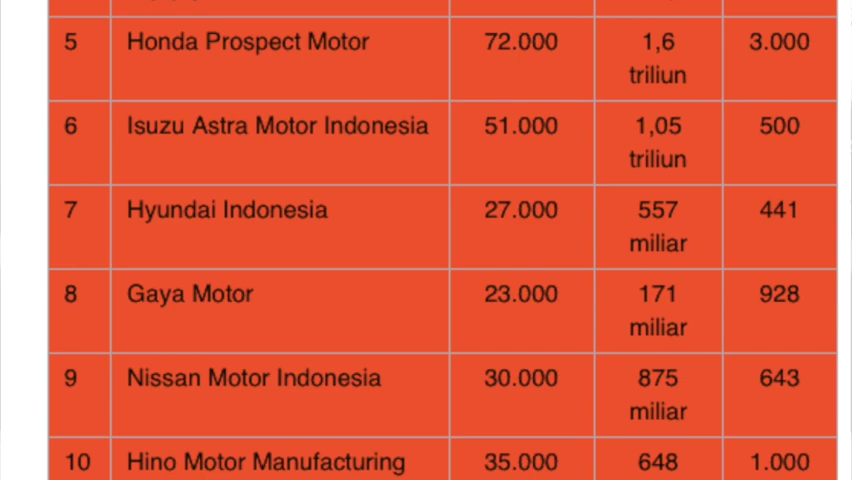 5 Honda Prospect Motor 72.000 1,6 3.000
triliun
6 Isuzu Astra Motor Indonesia 51.000 1,05 500
triliun
7 Hyundai Indonesia 27.000 557 441
miliar
8 Gaya Motor 23.000 171 928
miliar
9 Nissan Motor Indonesia 30.000 875 643
miliar
10 Hino Motor Manufacturing 35.000 648 1.000